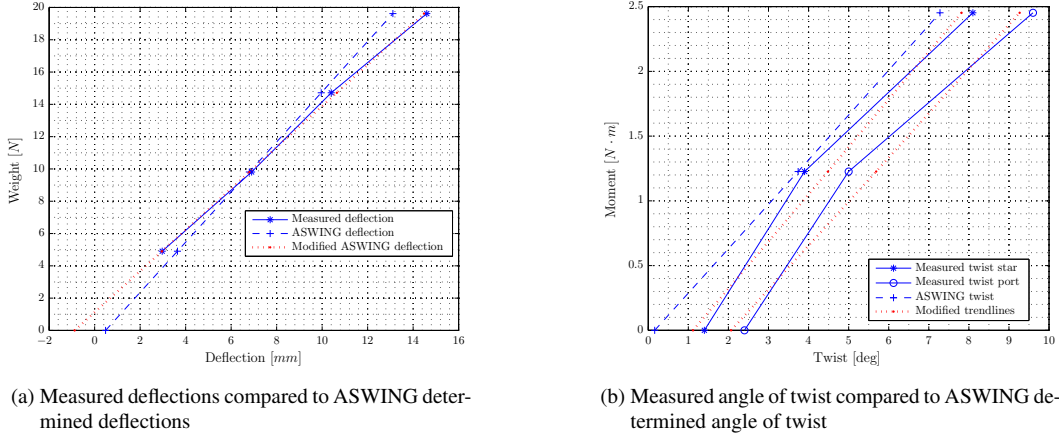 20
18
16
14
12
10
8
6
4
2
0
Weight [N]
−2
0
2
4
6
8
10
12
14
16
Deflection [mm]
Measured deflection
ASWING deflection
Modified ASWING deflection
(a) Measured deflections compared to ASWING deter-
mined deflections
2.5
2
1.5
1
0.5
0
Moment [N · m]
0
1
2
3
4
5
6
7
8
9
10
Twist [deg]
Measured twist star
Measured twist port
ASWING twist
Modified trendlines
(b) Measured angle of twist compared to ASWING de-
termined angle of twist